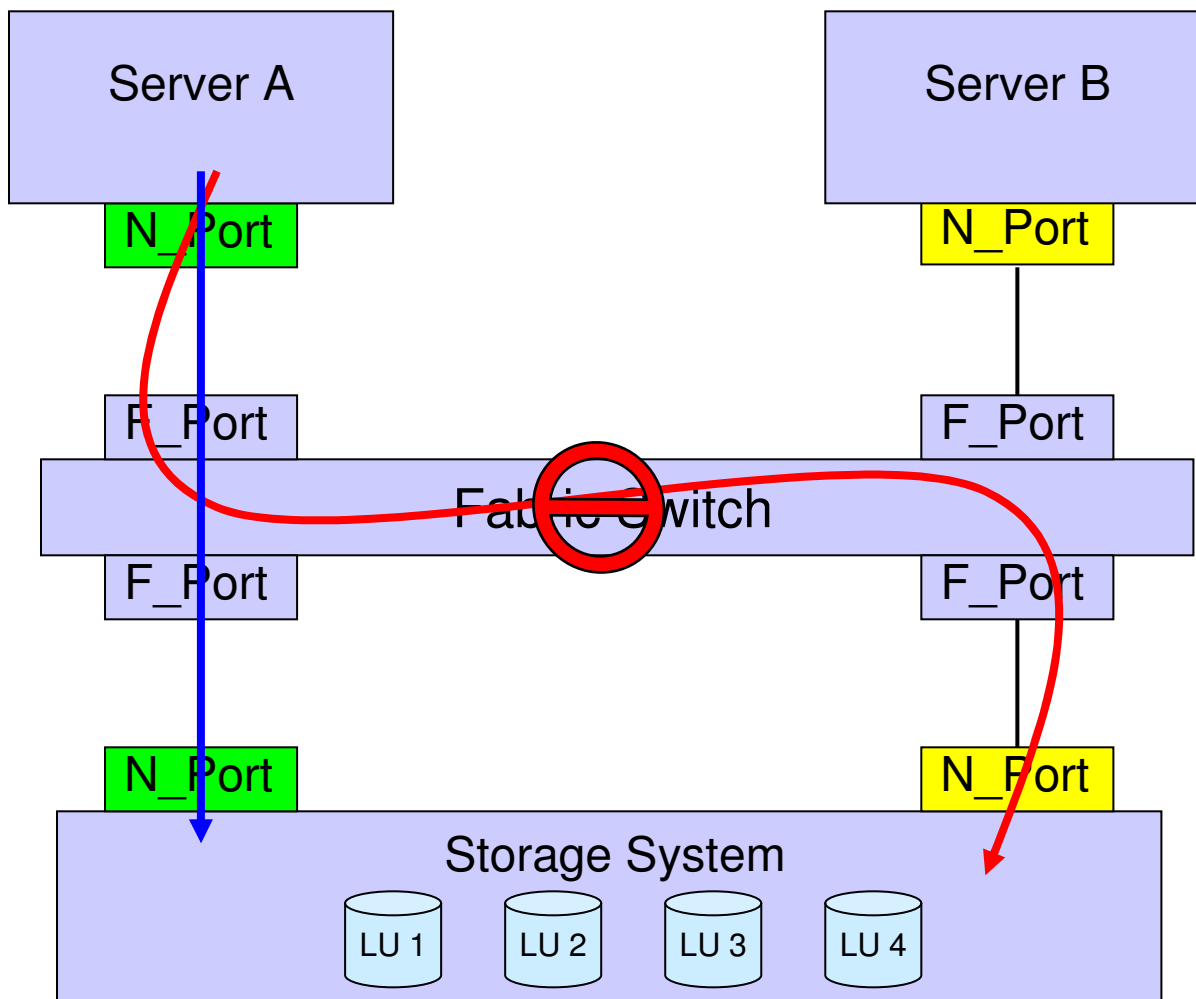 Server A
Server B
N_Port
N_Port
F_Port
F_Port
Fabric Switch
F_Port
F_Port
N_Port
N_Port
Storage System
LU 1
LU 2
LU 3
LU 4